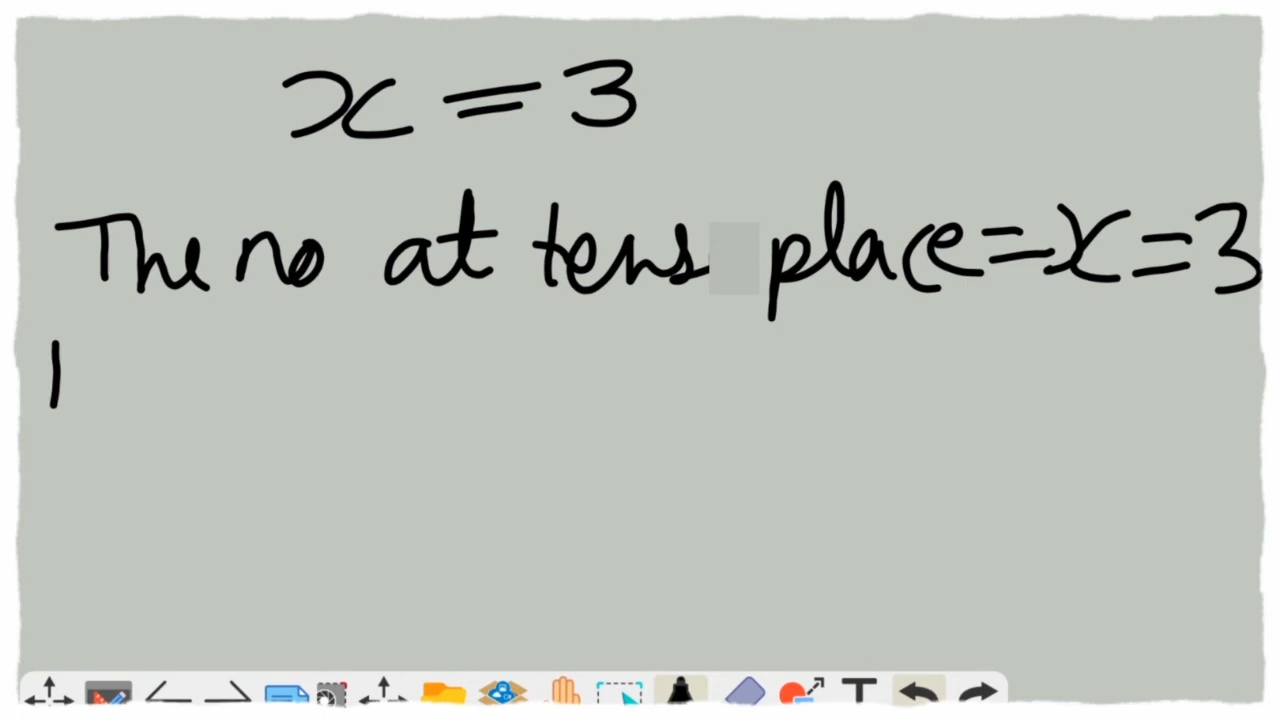 x = 3
The no at tens place = x = 3